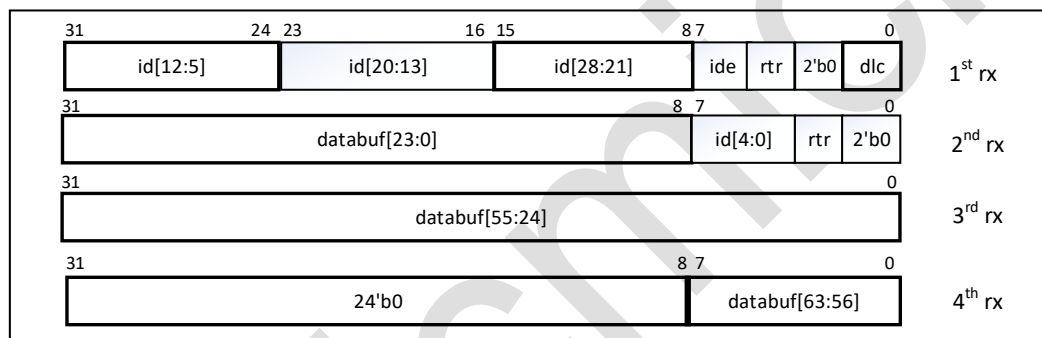 31 24 23 16 15 8 7 0
id[12:5] id[20:13] id[28:21] ide rtr 2'b0 dlc 1st rx
31 8 7 0
databuf[23:0] id[4:0] rtr 2'b0 2nd rx
31 0
databuf[55:24] 3rd rx
31 8 7 0
24'b0 databuf[63:56] 4th rx